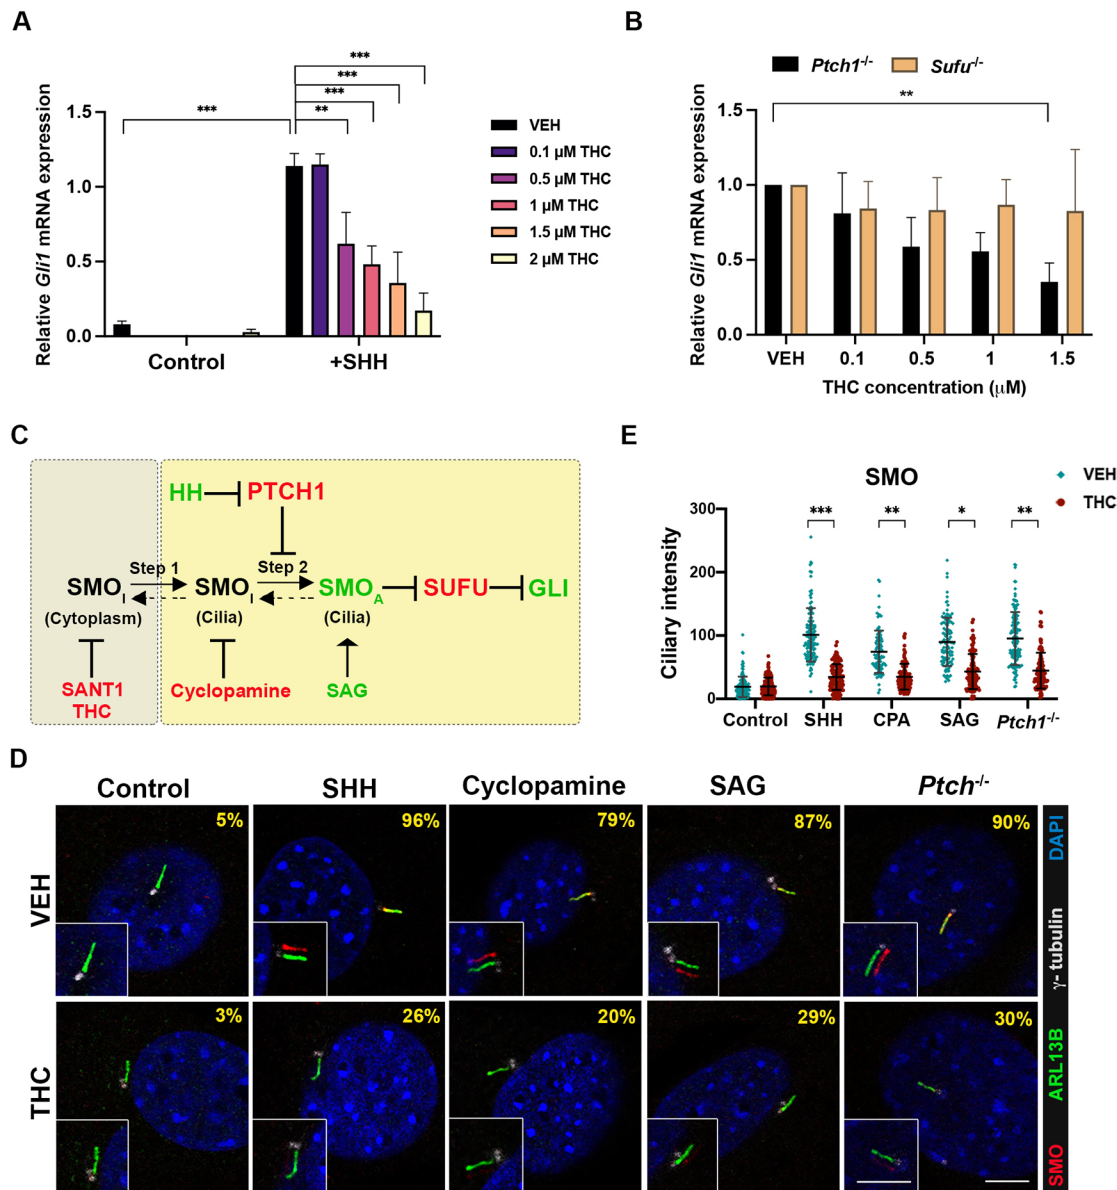 A
***
***
***
***
**
1.5
1.0
0.5
0.0
Relative Gli1 mRNA expression
Control
+SHH
VEH
0.1 µM THC
0.5 µM THC
1 µM THC
1.5 µM THC
2 µM THC
B
Ptch1-/-
Sufu-/-
**
1.5
1.0
0.5
0.0
Relative Gli1 mRNA expression
VEH
0.1
0.5
1
1.5
THC concentration (µM)
C
HH
PTCH1
Step 1
Step 2
SMOI
SMOI
SMOA
SUFU
GLI
(Cytoplasm)
(Cilia)
(Cilia)
SANT1
THC
Cyclopamine
SAG
E
SMO
VEH
THC
***
**
*
**
300
200
100
0
Ciliary intensity
Control
SHH
CPA
SAG
Ptch1-/-
D
Control
SHH
Cyclopamine
SAG
Ptch-/-
VEH
5%
96%
79%
87%
90%
THC
3%
26%
20%
29%
30%
SMO ARL13B γ- tubulin DAPI